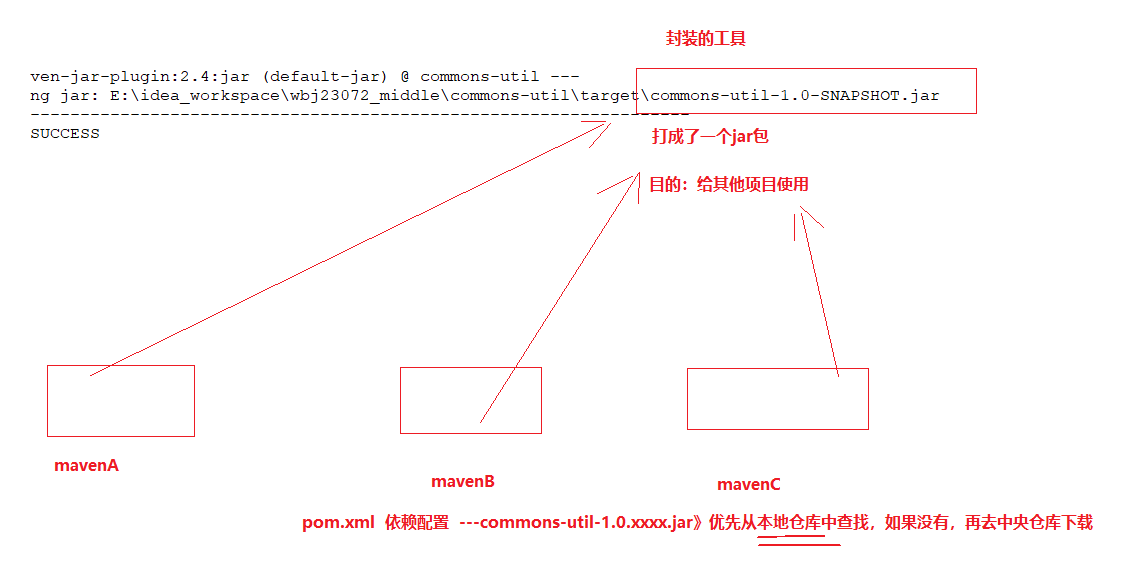 封装的工具
ven-jar-plugin:2.4:jar (default-jar) @ commons-util ---
ng jar: E:\idea_workspace\wbj23072_middle\commons-util\target\commons-util-1.0-SNAPSHOT.jar
------------------------------------------------------------------
SUCCESS
打成了一个jar包
目的：给其他项目使用
mavenA
mavenB
mavenC
pom.xml 依赖配置 ---commons-util-1.0.xxxx.jar》优先从本地仓库中查找，如果没有，再去中央仓库下载